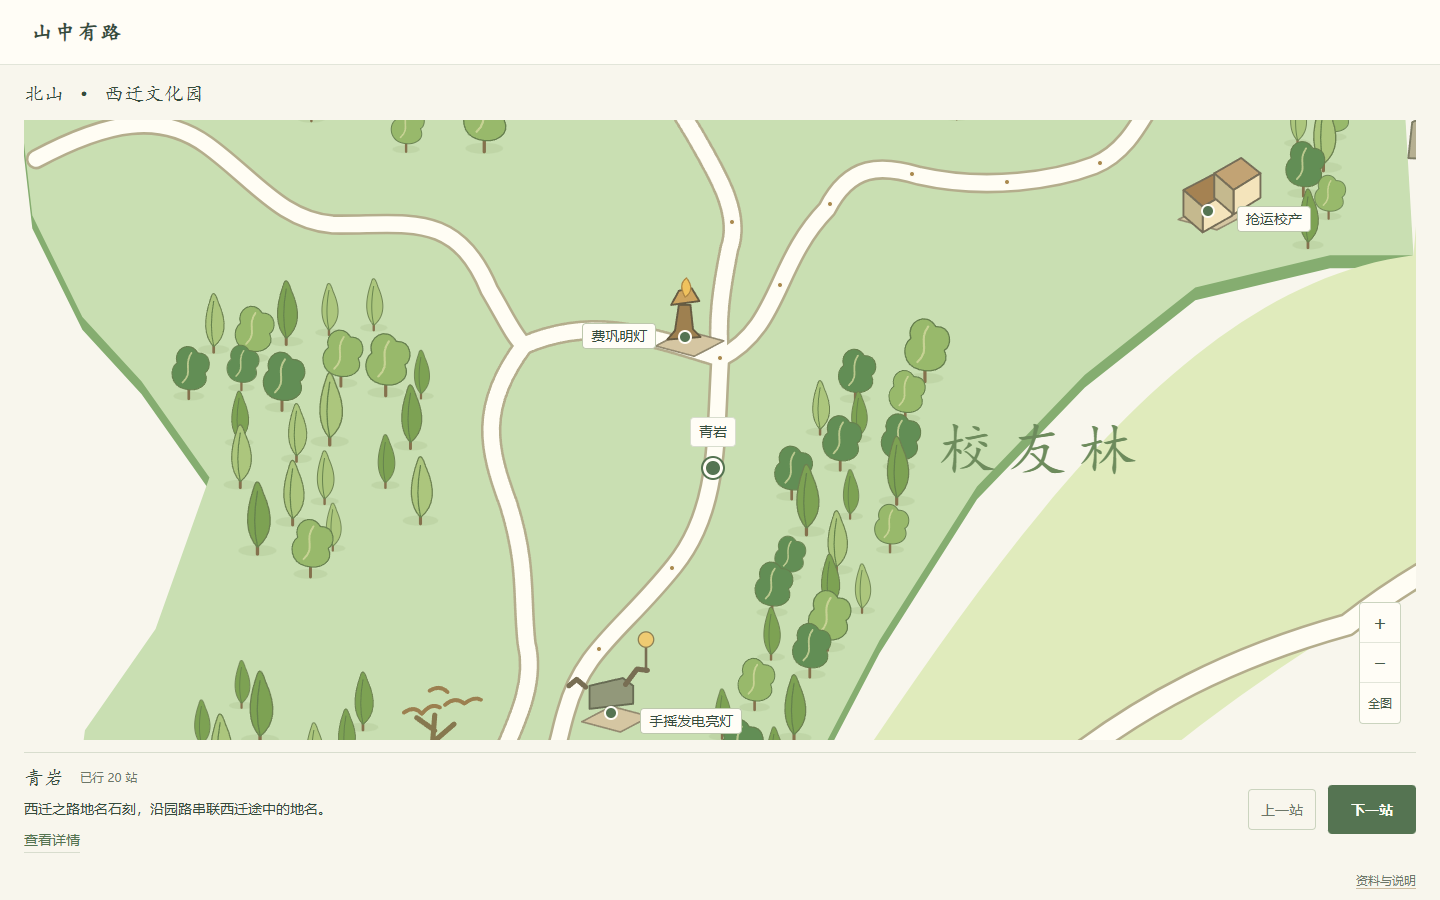 山中有路
北山 • 西迁文化园
抢运校产
费巩明灯
青岩
校友林
手摇发电亮灯
+
−
全图
青岩 已行 20 站
西迁之路地名石刻，沿园路串联西迁途中的地名。
查看详情
上一站
下一站
资料与说明